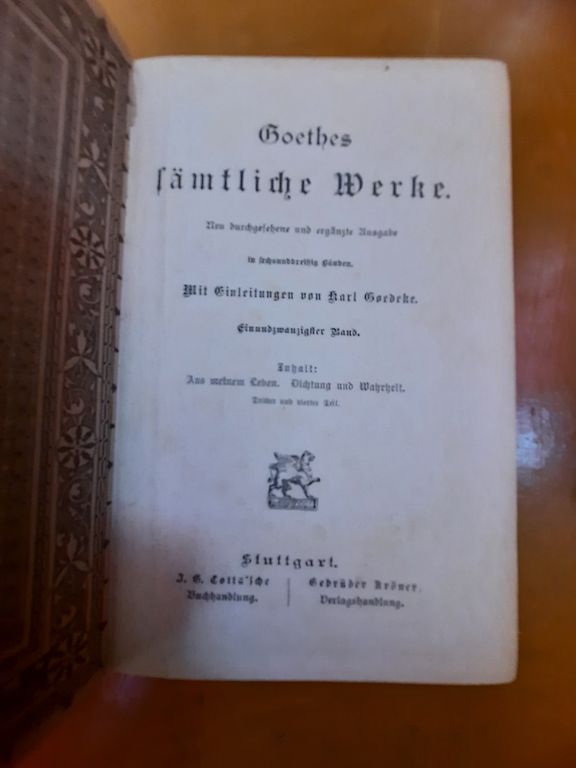 Goethes
sämtliche Werke.
Neu durchgesehene und ergänzte Ausgabe
in sechsunddreißig Bänden.
Mit Einleitungen von Karl Goedeke.
Einundzwanzigster Band.
Inhalt:
Aus meinem Leben. Dichtung und Wahrheit.
Dritter und vierter Teil.
Stuttgart.
J. G. Cotta'sche
Buchhandlung.
Gebrüder Kröner,
Verlagshandlung.